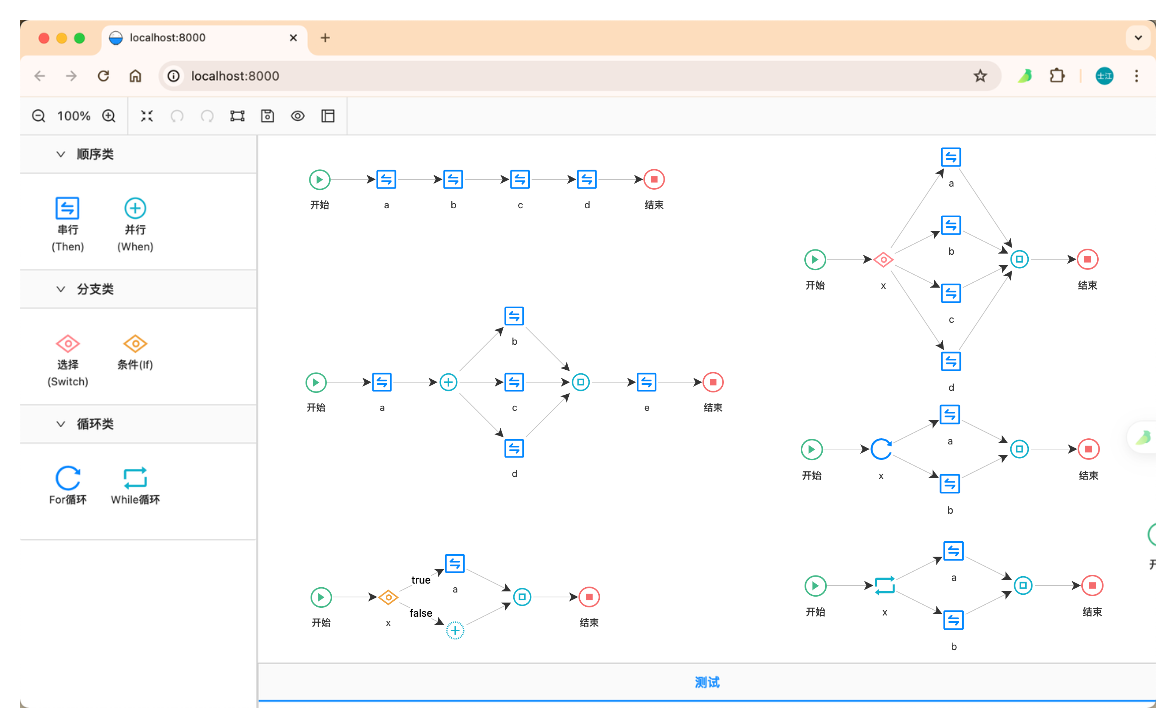 localhost:8000
localhost:8000
士江
100%
顺序类
串行
(Then)
并行
(When)
分支类
选择
(Switch)
条件(If)
循环类
For循环
While循环
开始
a
b
c
d
结束
开始
a
b
c
d
e
结束
开始
x
true
false
a
结束
开始
x
a
b
c
d
结束
开始
x
a
b
结束
开始
x
a
b
结束
测试